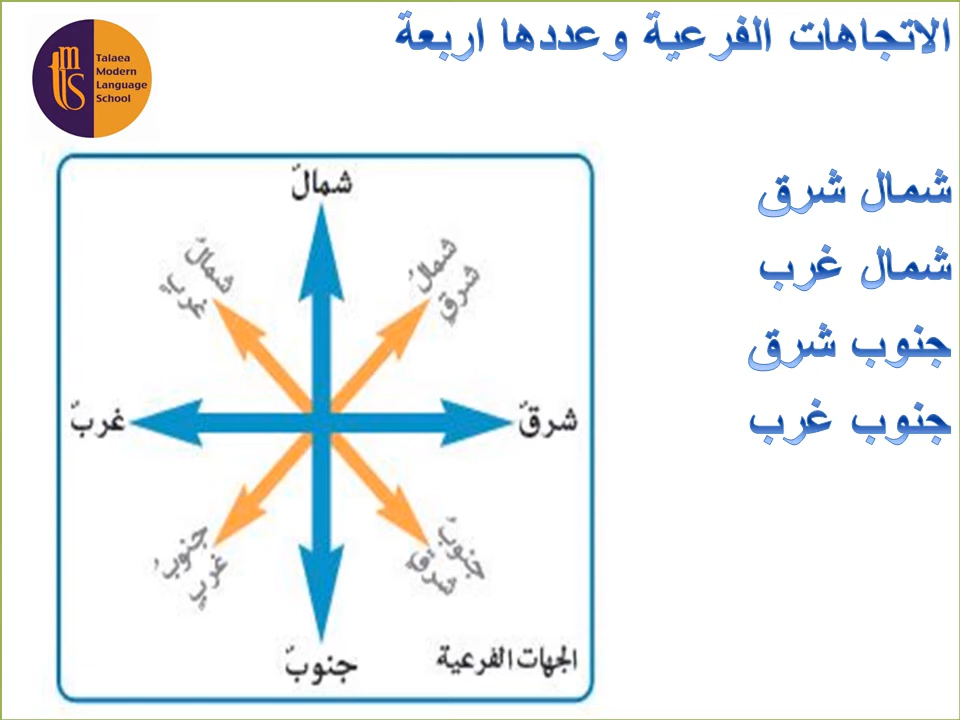 الاتجاهات الفرعية وعددها اربعة
Talaea
Modern
Language
School
tmls
شمال شرق
شمال غرب
جنوب شرق
جنوب غرب
شمالٌ
شمالٌ
غربٌ
شمالُ
شرقٍ
غربٌ
شرقٌ
جنوبُ
غربٍ
جنوبٌ
شرقٍ
جنوبٌ
الجهات الفرعية